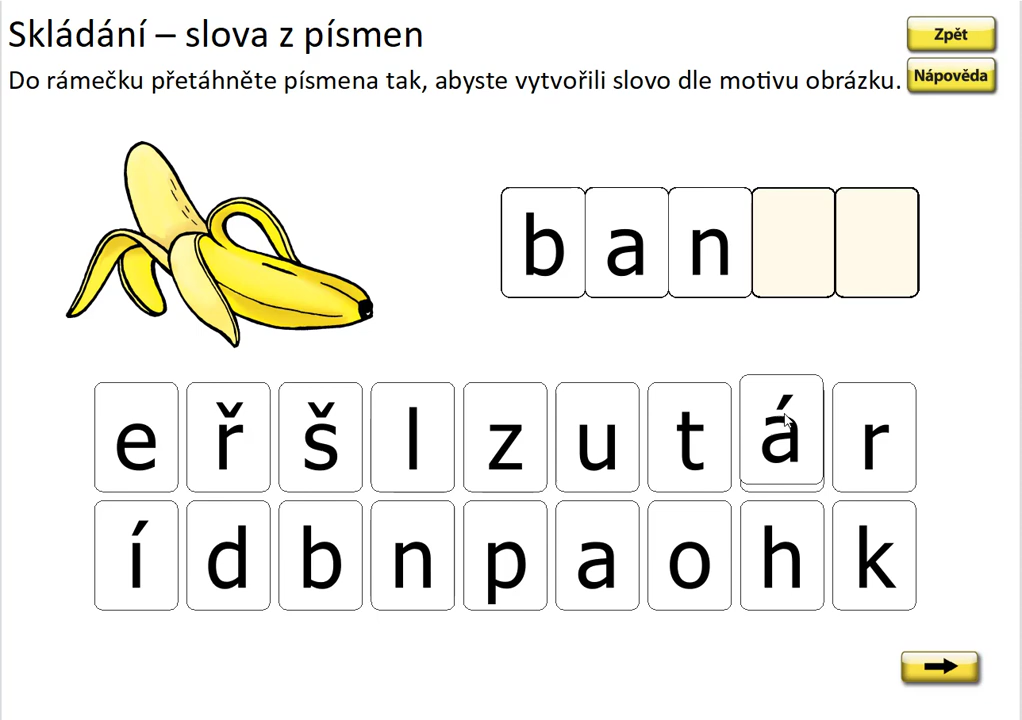 Skládání – slova z písmen
Zpět
Do rámečku přetáhněte písmena tak, abyste vytvořili slovo dle motivu obrázku.
Nápověda
b a n
e ř š l z u t á r
í d b n p a o h k